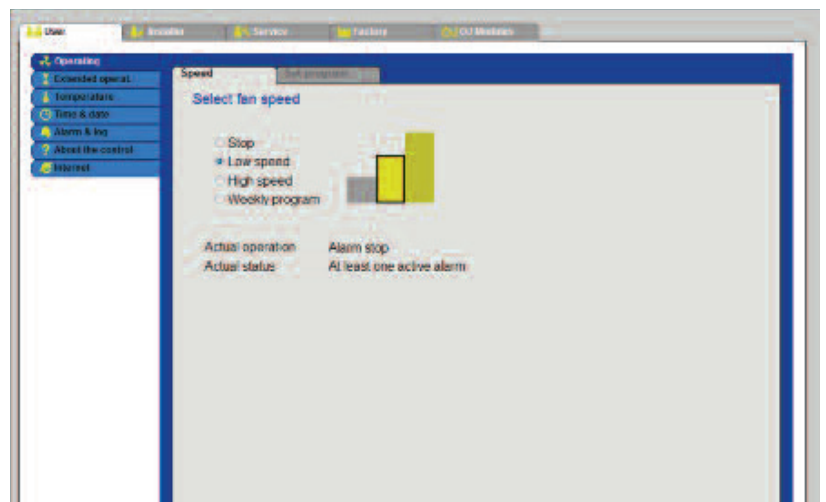 User Installer Service Factory OJ Modules
Operating
Extended operat.
Temperature
Time & date
Alarm & log
? About the control
Internet
Speed
Select fan speed
Stop
Low speed
High speed
Weekly program
Actual operation Alarm stop
Actual status At least one active alarm